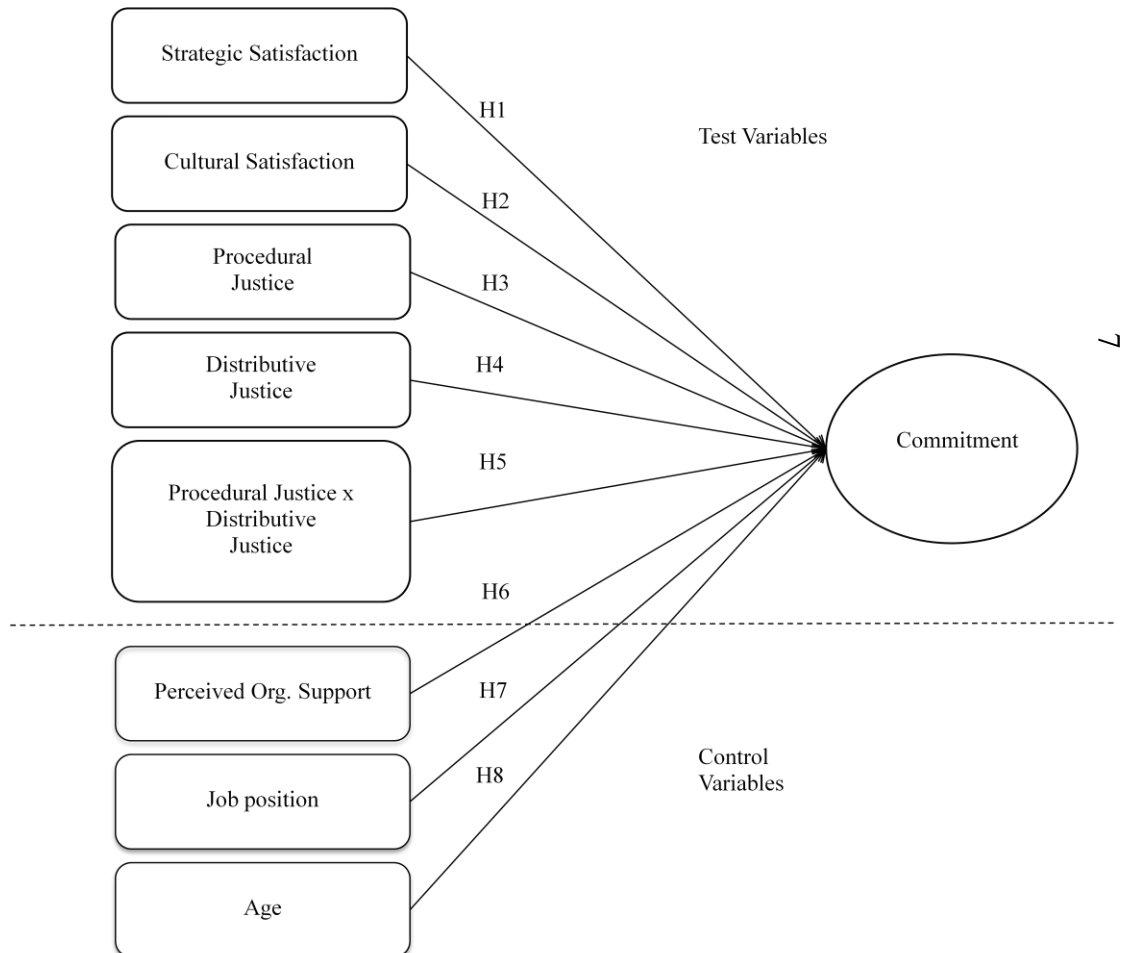 Strategic Satisfaction
H1
Test Variables
Cultural Satisfaction
H2
Procedural
Justice
H3
Distributive
Justice
H4
7
Commitment
Procedural Justice x
Distributive
Justice
H5
H6
Perceived Org. Support
H7
Control
Variables
Job position
H8
Age